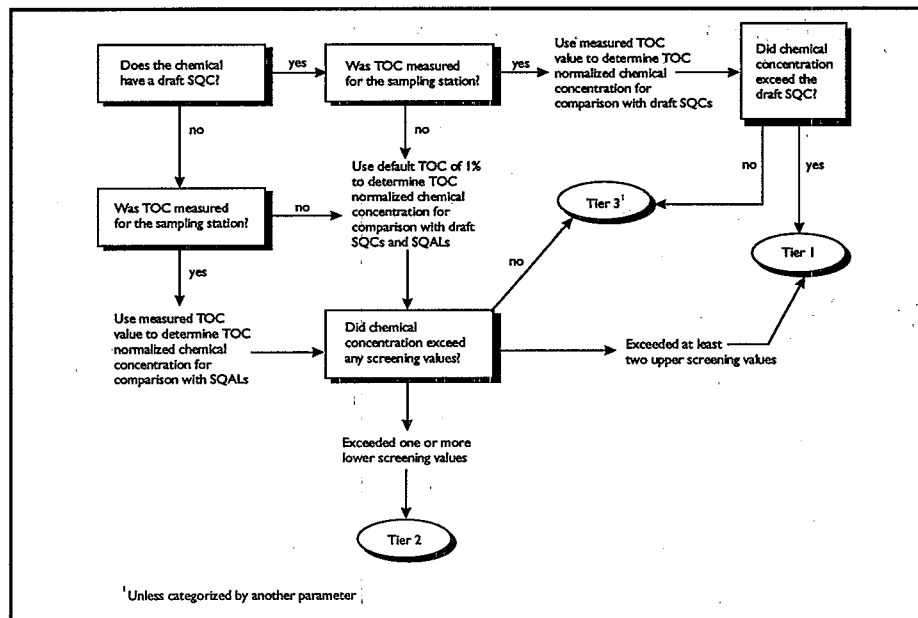 Does the chemical
have a draft SQC?
yes
Was TOC measured
for the sampling station?
yes
Use measured TOC
value to determine TOC
normalized chemical
concentration for
comparison with draft SQCs
Did chemical
concentration
exceed the
draft SQC?
no
no
no
yes
Use default TOC of 1%
to determine TOC
normalized chemical
concentration for
comparison with draft
SQCs and SQALs
Was TOC measured
for the sampling station?
no
Tier 3¹
Tier 1
yes
no
Use measured TOC
value to determine TOC
normalized chemical
concentration for
comparison with SQALs
Did chemical
concentration exceed
any screening values?
Exceeded at least
two upper screening values
Exceeded one or more
lower screening values
Tier 2
¹Unless categorized by another parameter